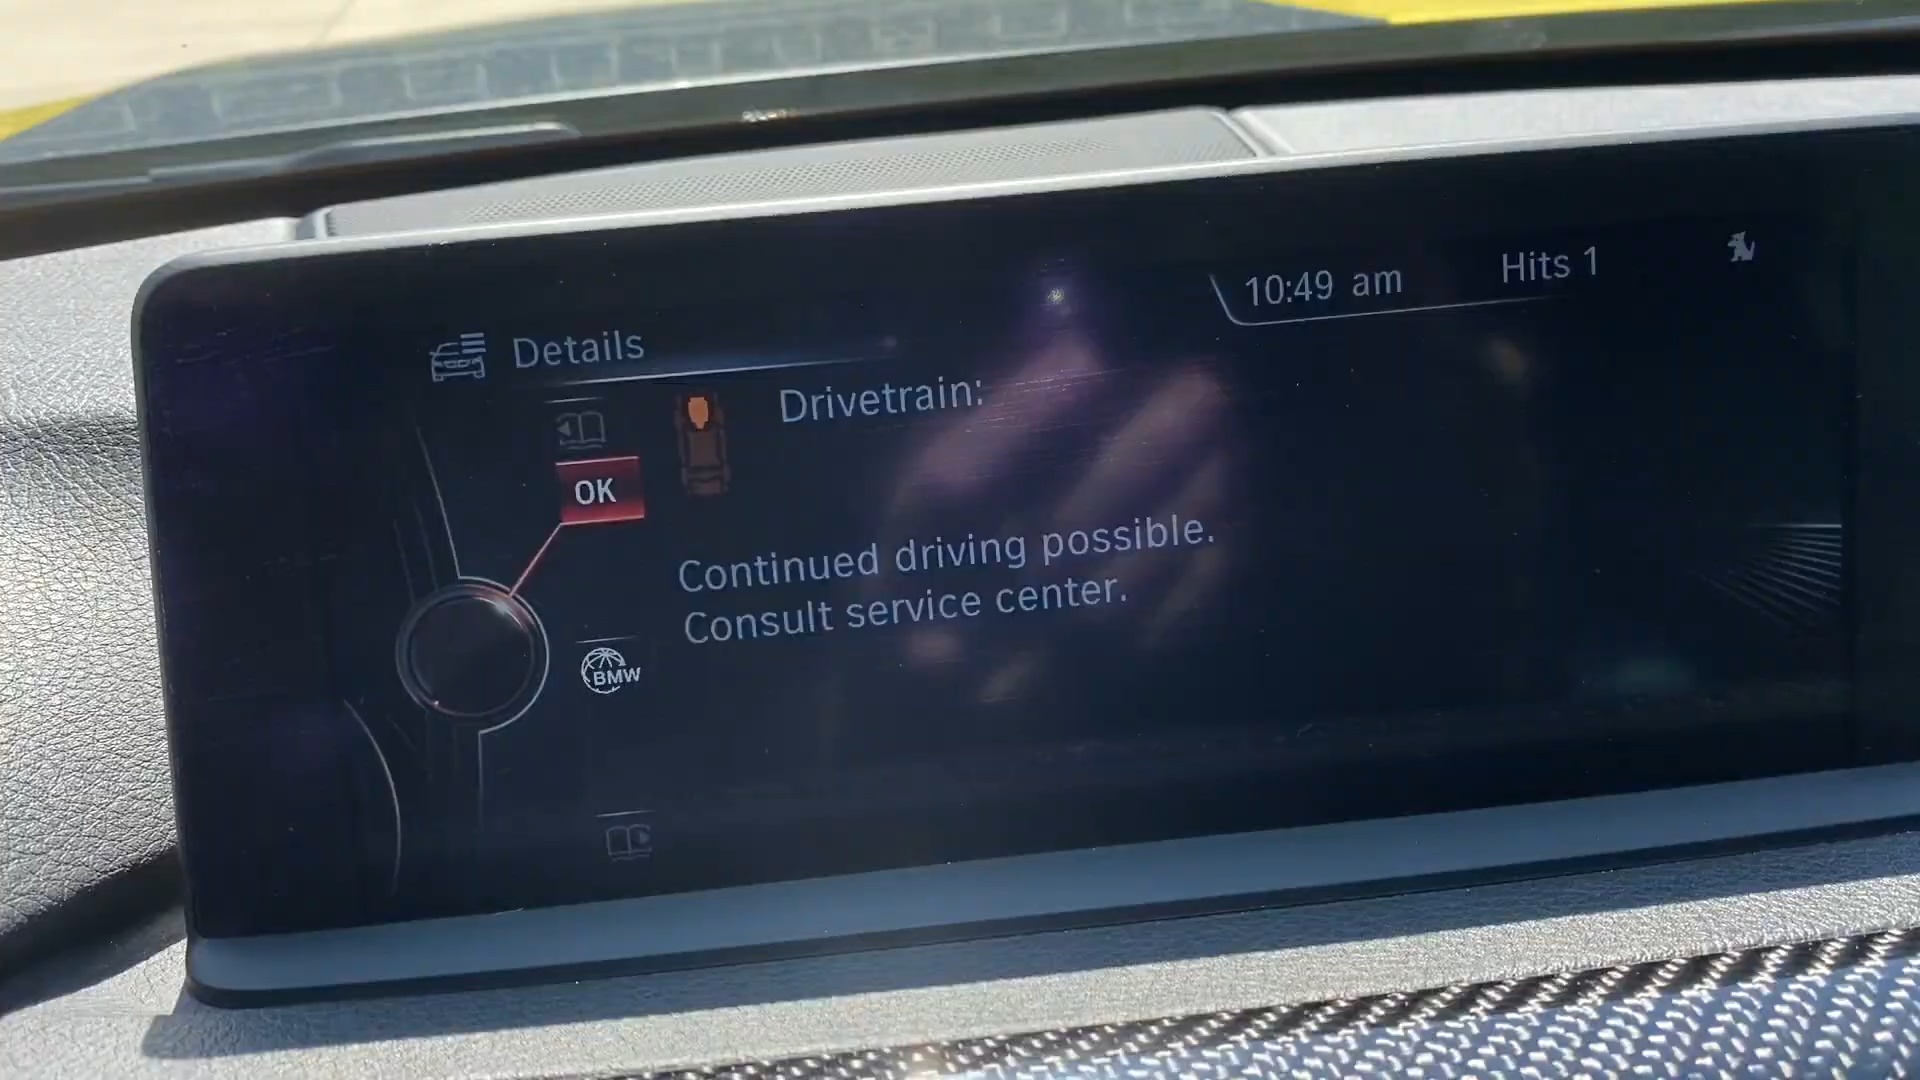 10:49 am
Hits 1
Details
Drivetrain:
OK
Continued driving possible.
Consult service center.
BMW